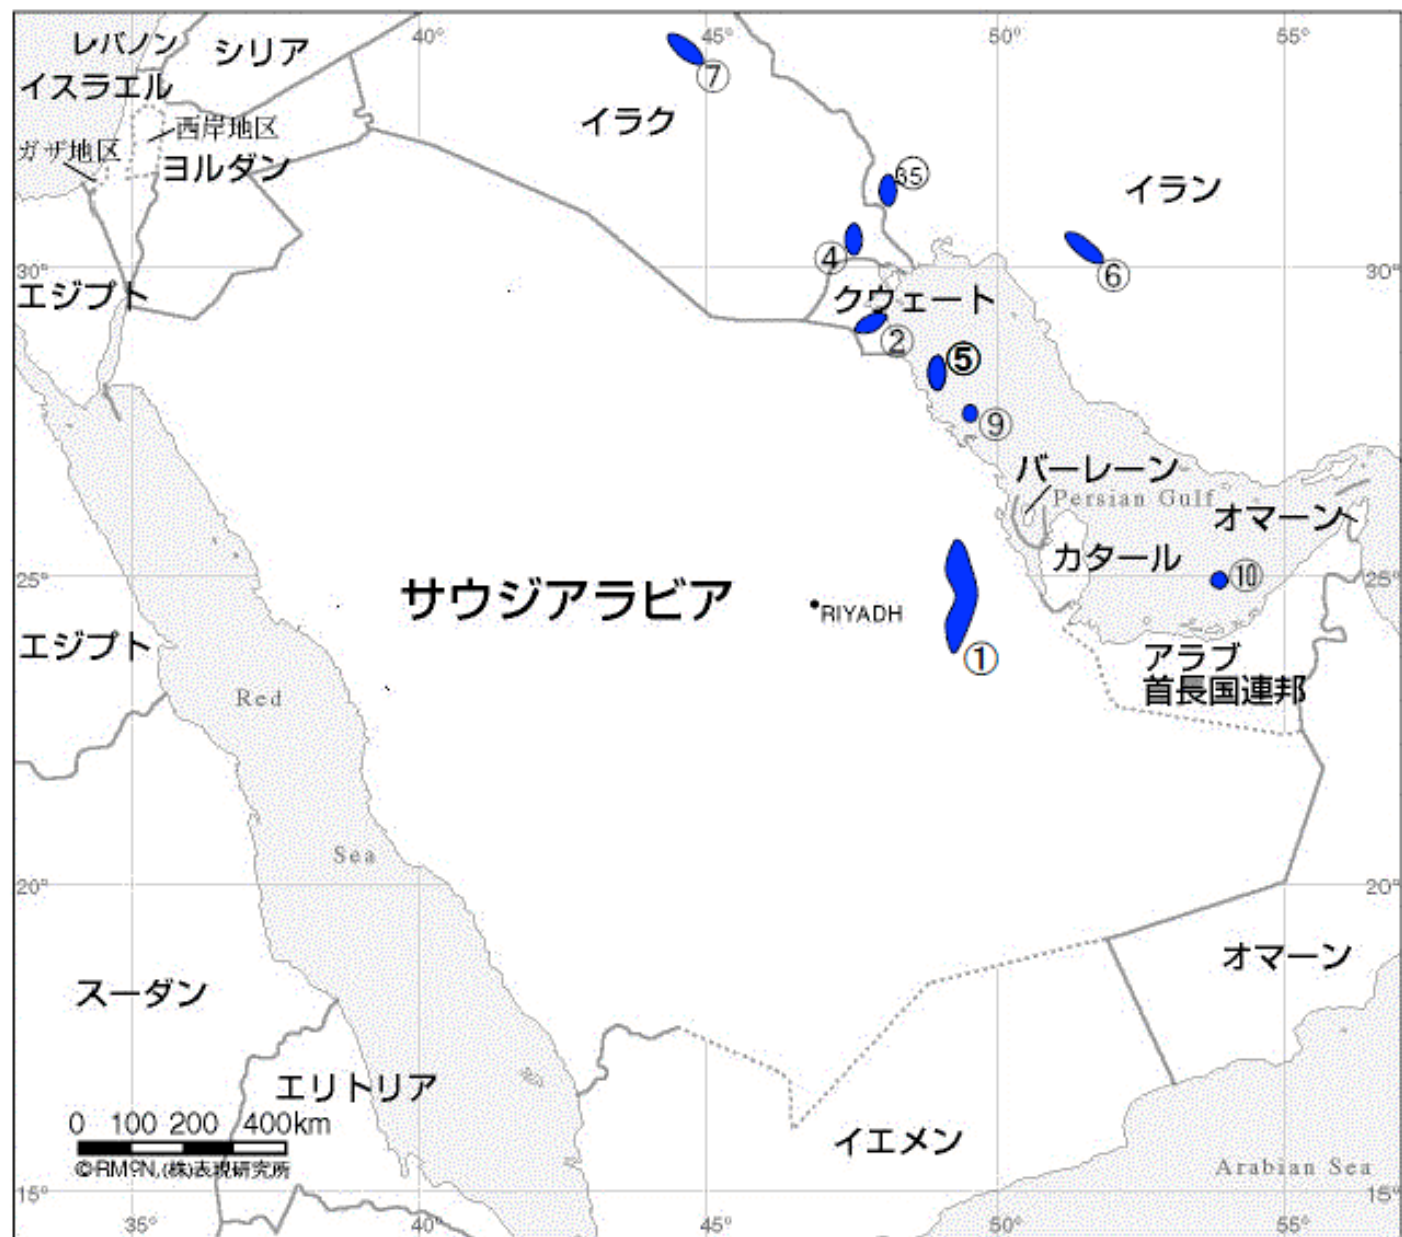 40°
45°
50°
55°
レバノン
シリア
イスラエル
⑦
イラク
西岸地区
ガザ地区
ヨルダン
35
イラン
30°
④
⑥
30°
エジプト
クウェート
②
⑤
⑨
バーレーン
Persian Gulf
オマーン
カタール
25°
⑩
25°
サウジアラビア
RIYADH
エジプト
①
アラブ
首長国連邦
Red
Sea
20°
20°
オマーン
スーダン
エリトリア
0 100 200 400km
イエメン
(株)表現研究所
Arabian Sea
15°
15°
35°
40°
45°
50°
55°